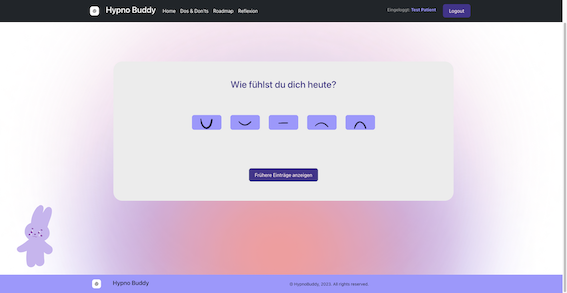 Hypno Buddy
Home Dos & Don'ts Roadmap Reflexion
Eingeloggt: Test Patient
Logout
Wie fühlst du dich heute?
Frühere Einträge anzeigen
Hypno Buddy
© HypnoBuddy, 2023. All rights reserved